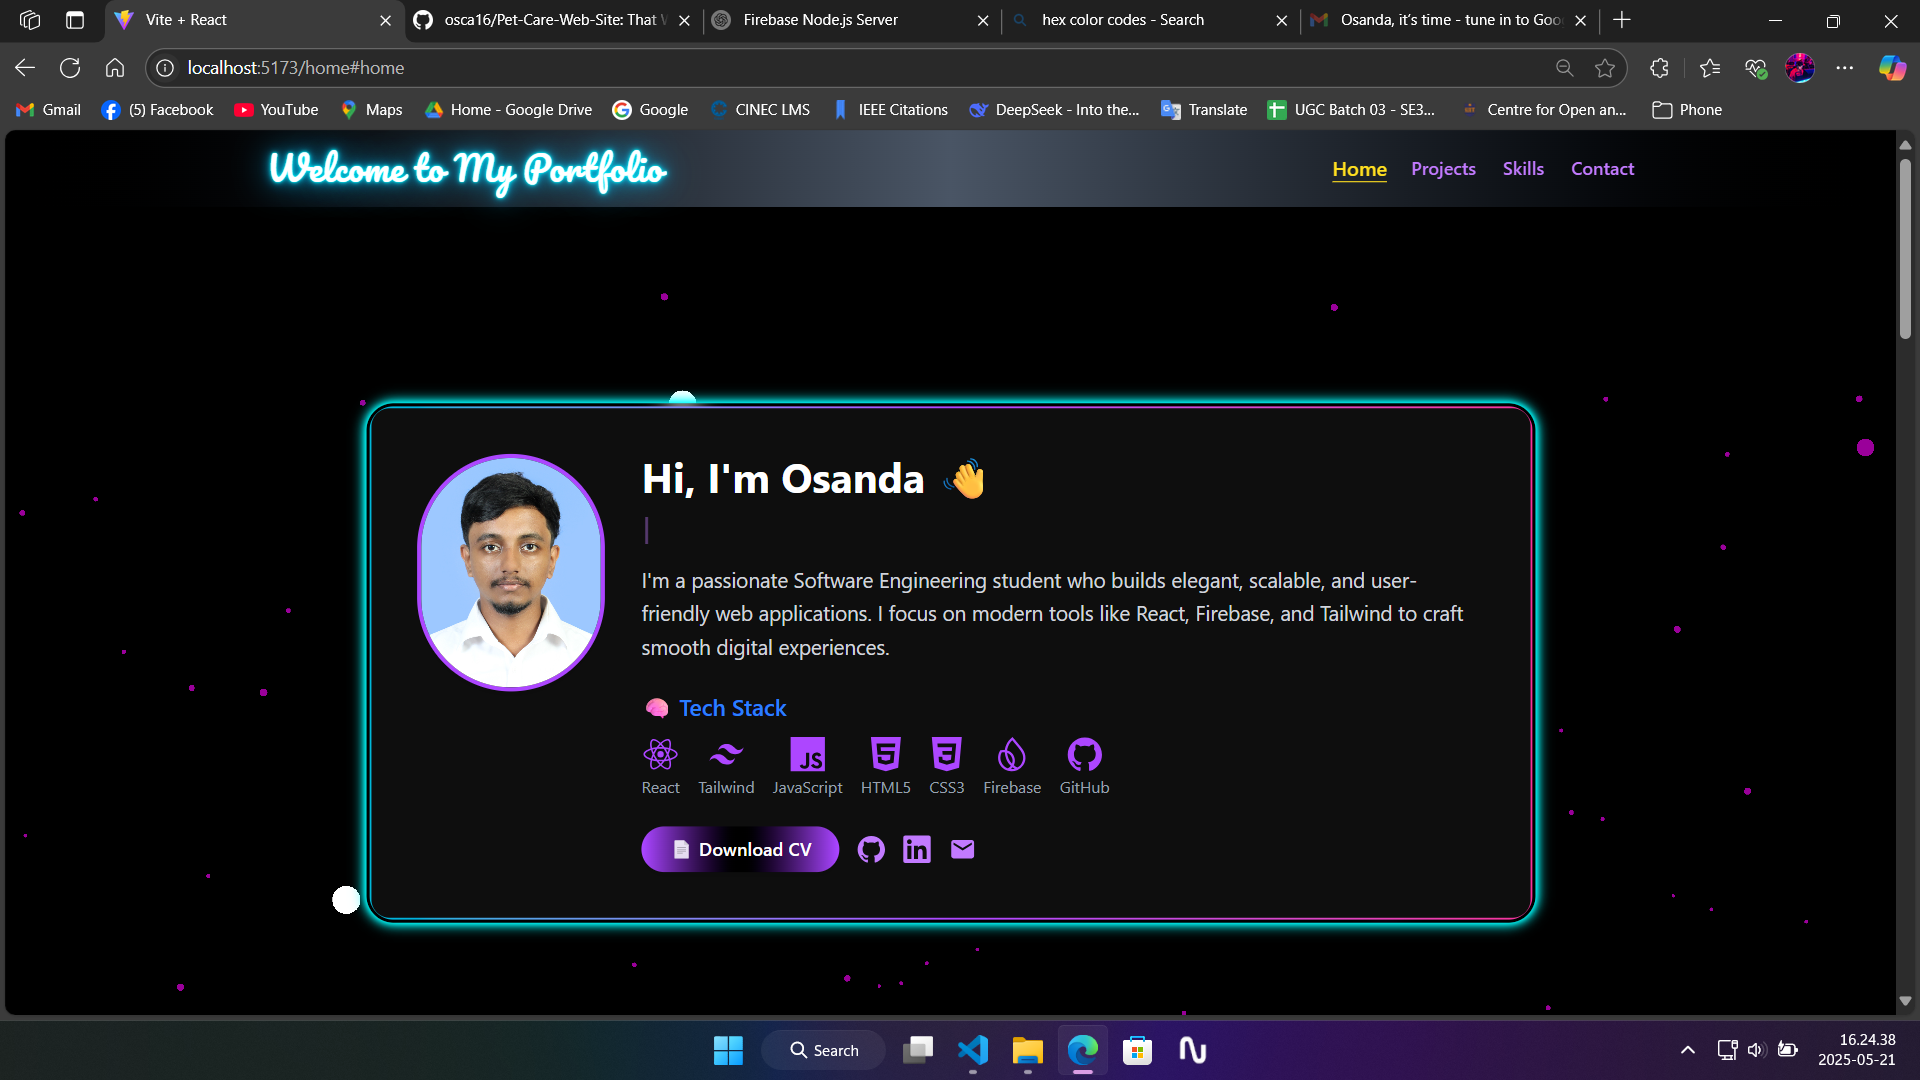 Vite + React
osca16/Pet-Care-Web-Site: That W
Firebase Node.js Server
hex color codes - Search
Osanda, it's time - tune in to Goo
localhost:5173/home#home
Gmail
(5) Facebook
YouTube
Maps
Home - Google Drive
Google
CINEC LMS
IEEE Citations
DeepSeek - Into the...
Translate
UGC Batch 03 - SE3...
Centre for Open an...
Phone
Welcome to My Portfolio
Home
Projects
Skills
Contact
Hi, I'm Osanda 👋
I'm a passionate Software Engineering student who builds elegant, scalable, and user-
friendly web applications. I focus on modern tools like React, Firebase, and Tailwind to craft
smooth digital experiences.
🧠 Tech Stack
JS
5
3
React
Tailwind
JavaScript
HTML5
CSS3
Firebase
GitHub
📄 Download CV
in
Search
16.24.38
2025-05-21